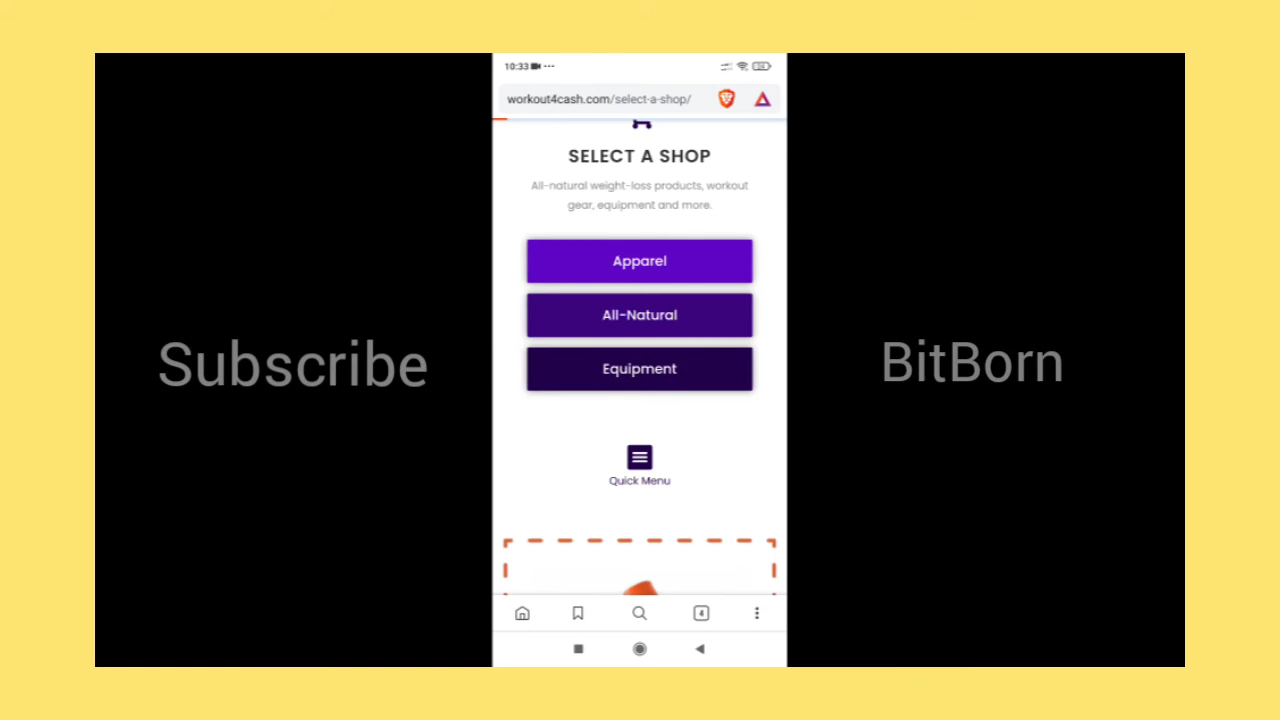 10:33
workout4cash.com/select-a-shop/
SELECT A SHOP
All-natural weight-loss products, workout
gear, equipment and more.
Apparel
All-Natural
Equipment
Subscribe
BitBorn
Quick Menu
4